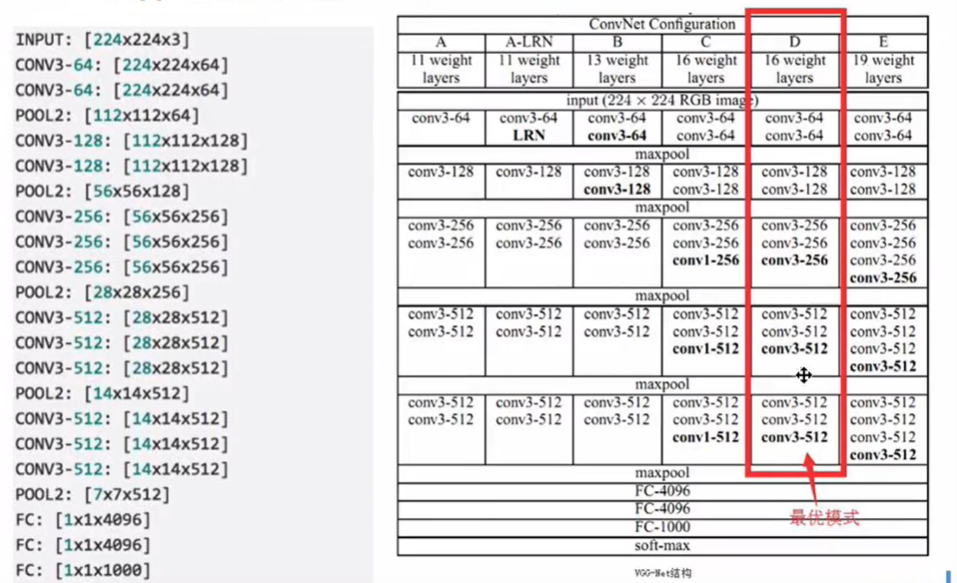 INPUT: [224x224x3]
CONV3-64: [224x224x64]
CONV3-64: [224x224x64]
POOL2: [112x112x64]
CONV3-128: [112x112x128]
CONV3-128: [112x112x128]
POOL2: [56x56x128]
CONV3-256: [56x56x256]
CONV3-256: [56x56x256]
CONV3-256: [56x56x256]
POOL2: [28x28x256]
CONV3-512: [28x28x512]
CONV3-512: [28x28x512]
CONV3-512: [28x28x512]
POOL2: [14x14x512]
CONV3-512: [14x14x512]
CONV3-512: [14x14x512]
CONV3-512: [14x14x512]
POOL2: [7x7x512]
FC: [1x1x4096]
FC: [1x1x4096]
FC: [1x1x1000]
ConvNet Configuration
A A-LRN B C D E
11 weight 11 weight 13 weight 16 weight 16 weight 19 weight
layers layers layers layers layers layers
input (224 × 224 RGB image)
conv3-64 conv3-64 conv3-64 conv3-64 conv3-64 conv3-64
LRN conv3-64 conv3-64 conv3-64 conv3-64
maxpool
conv3-128 conv3-128 conv3-128 conv3-128 conv3-128 conv3-128
conv3-128 conv3-128 conv3-128 conv3-128
maxpool
conv3-256 conv3-256 conv3-256 conv3-256 conv3-256 conv3-256
conv3-256 conv3-256 conv3-256 conv3-256 conv3-256 conv3-256
conv1-256 conv3-256 conv3-256
conv3-256
maxpool
conv3-512 conv3-512 conv3-512 conv3-512 conv3-512 conv3-512
conv3-512 conv3-512 conv3-512 conv3-512 conv3-512 conv3-512
conv1-512 conv3-512 conv3-512
conv3-512
maxpool
conv3-512 conv3-512 conv3-512 conv3-512 conv3-512 conv3-512
conv3-512 conv3-512 conv3-512 conv3-512 conv3-512 conv3-512
conv1-512 conv3-512 conv3-512
conv3-512
maxpool
FC-4096
FC-4096
FC-1000
soft-max
最优模式
VGG-Net结构